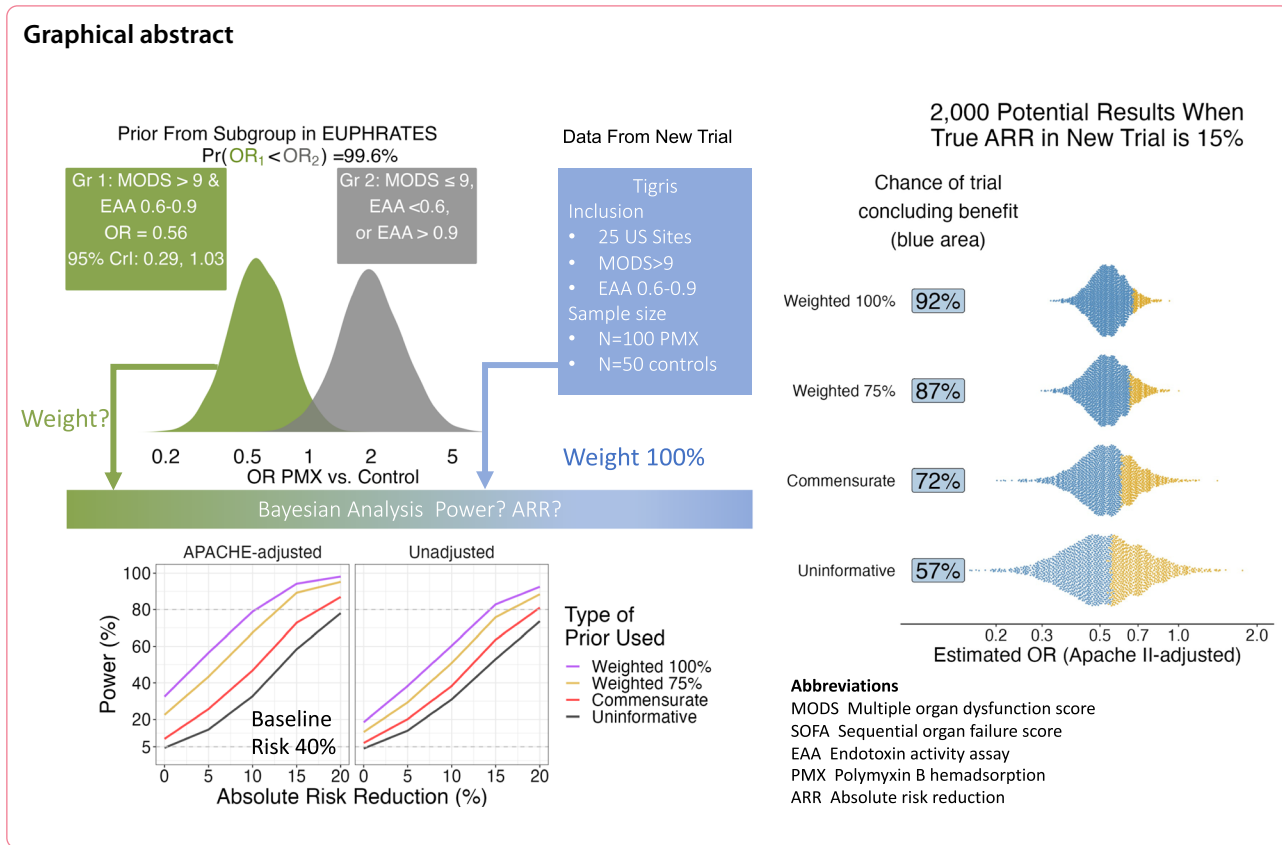 Graphical abstract
Prior From Subgroup in EUPHRATES
Pr(OR₁<OR₂) =99.6%
Gr 1: MODS > 9 &
EAA 0.6-0.9
OR = 0.56
95% CrI: 0.29, 1.03
Gr 2: MODS ≤ 9,
EAA <0.6,
or EAA > 0.9
Weight?
0.2 0.5 1 2 5
OR PMX vs. Control
Data From New Trial
Tigris
Inclusion
• 25 US Sites
• MODS>9
• EAA 0.6-0.9
Sample size
• N=100 PMX
• N=50 controls
Weight 100%
Bayesian Analysis Power? ARR?
APACHE-adjusted
Unadjusted
Power (%)
100
80
60
40
20
5
Baseline
Risk 40%
0 5 10 15 20
0 5 10 15 20
Absolute Risk Reduction (%)
Type of
Prior Used
Weighted 100%
Weighted 75%
Commensurate
Uninformative
2,000 Potential Results When
True ARR in New Trial is 15%
Chance of trial
concluding benefit
(blue area)
Weighted 100% 92%
Weighted 75% 87%
Commensurate 72%
Uninformative 57%
0.2 0.3 0.5 0.7 1.0 2.0
Estimated OR (Apache II-adjusted)
Abbreviations
MODS Multiple organ dysfunction score
SOFA Sequential organ failure score
EAA Endotoxin activity assay
PMX Polymyxin B hemadsorption
ARR Absolute risk reduction